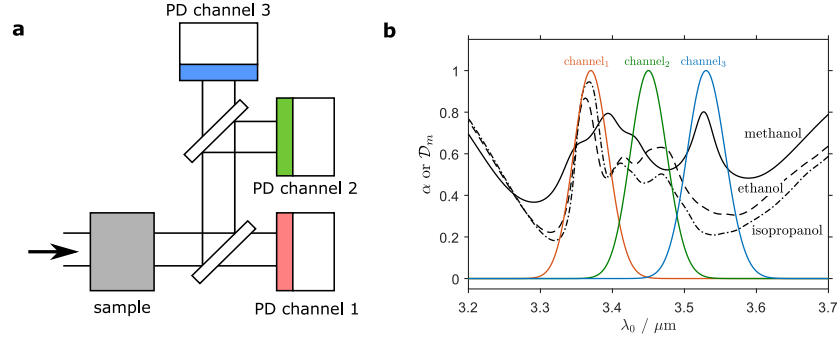 a
PD channel 3
PD channel 2
PD channel 1
sample
b
channel₁
channel₂
channel₃
methanol
ethanol
isopropanol
α or 𝒟ₘ
1
0.8
0.6
0.4
0.2
0
3.2 3.3 3.4 3.5 3.6 3.7
λ₀ / μm